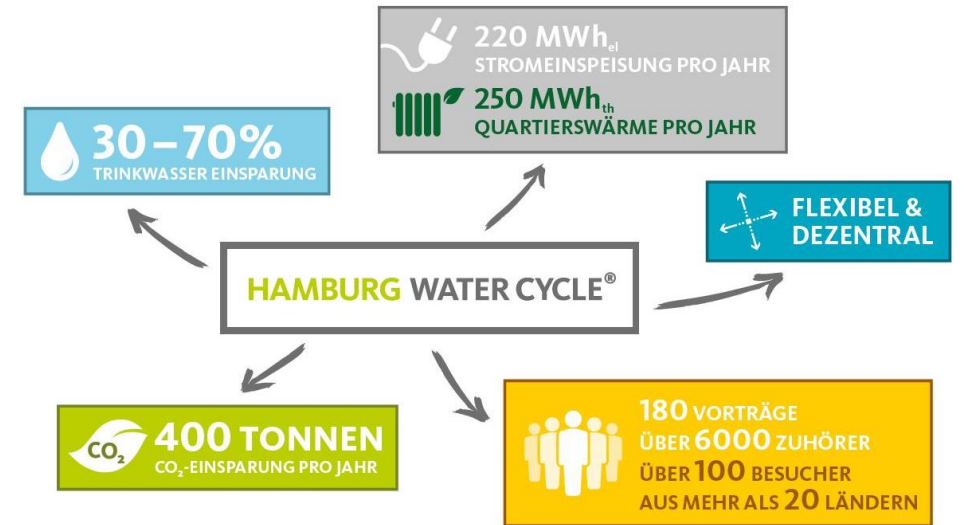 220 MWhel
STROMEINSPEISUNG PRO JAHR
250 MWhth
QUARTIERSWÄRME PRO JAHR
30–70%
TRINKWASSER EINSPARUNG
FLEXIBEL &
DEZENTRAL
HAMBURG WATER CYCLE®
CO2
400 TONNEN
CO2-EINSPARUNG PRO JAHR
180 VORTRÄGE
ÜBER 6000 ZUHÖRER
ÜBER 100 BESUCHER
AUS MEHR ALS 20 LÄNDERN